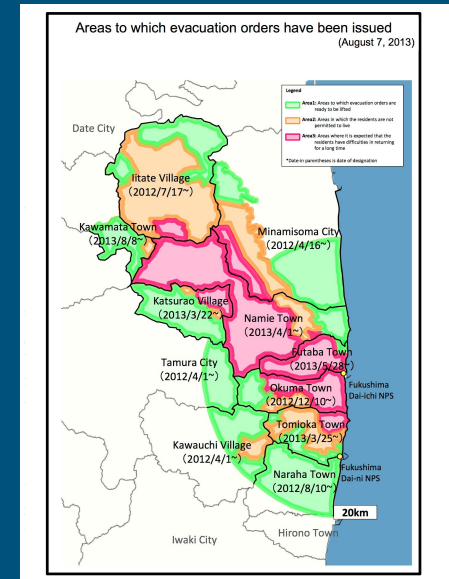 Areas to which evacuation orders have been issued
(August 7, 2013)
Legend
Area1: Areas to which evacuation orders are
ready to be lifted
Area2: Areas in which the residents are not
permitted to live
Area3: Areas where it is expected that the
residents have difficulties in returning
for a long time
*Date in parentheses is date of designation
Date City
Iitate Village
(2012/7/17~)
Kawamata Town
(2013/8/8~)
Minamisoma City
(2012/4/16~)
Katsurao Village
(2013/3/22~)
Namie Town
(2013/4/1~)
Futaba Town
(2013/5/28~)
Tamura City
(2012/4/1~)
Okuma Town
(2012/12/10~)
Fukushima
Dai-ichi NPS
Tomioka Town
(2013/3/25~)
Kawauchi Village
(2012/4/1~)
Fukushima
Dai-ni NPS
Naraha Town
(2012/8/10~)
20km
Hirono Town
Iwaki City